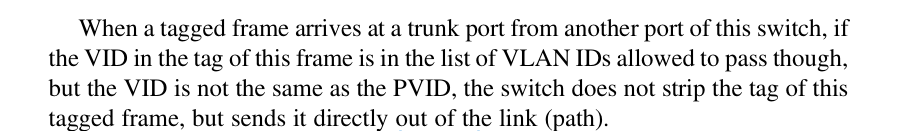 When a tagged frame arrives at a trunk port from another port of this switch, if
the VID in the tag of this frame is in the list of VLAN IDs allowed to pass though,
but the VID is not the same as the PVID, the switch does not strip the tag of this
tagged frame, but sends it directly out of the link (path).